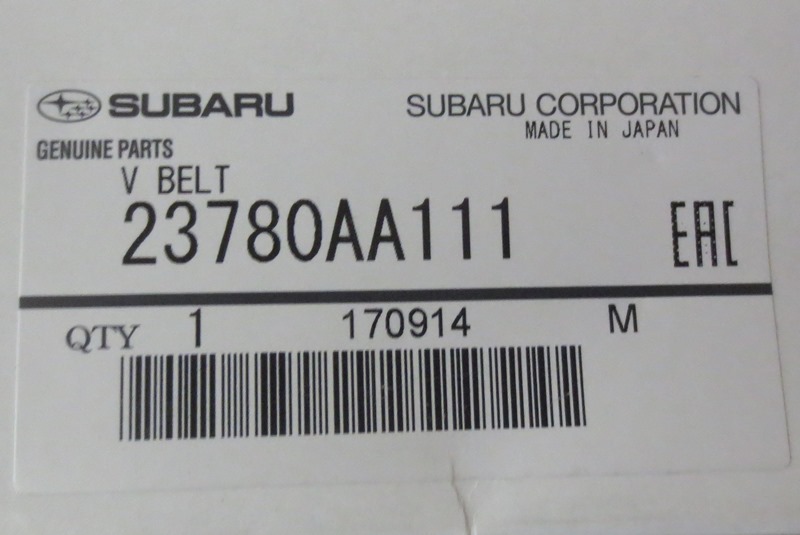 SUBARU
SUBARU CORPORATION
MADE IN JAPAN
GENUINE PARTS
V BELT
23780AA111
EAC
QTY 1 170914 M